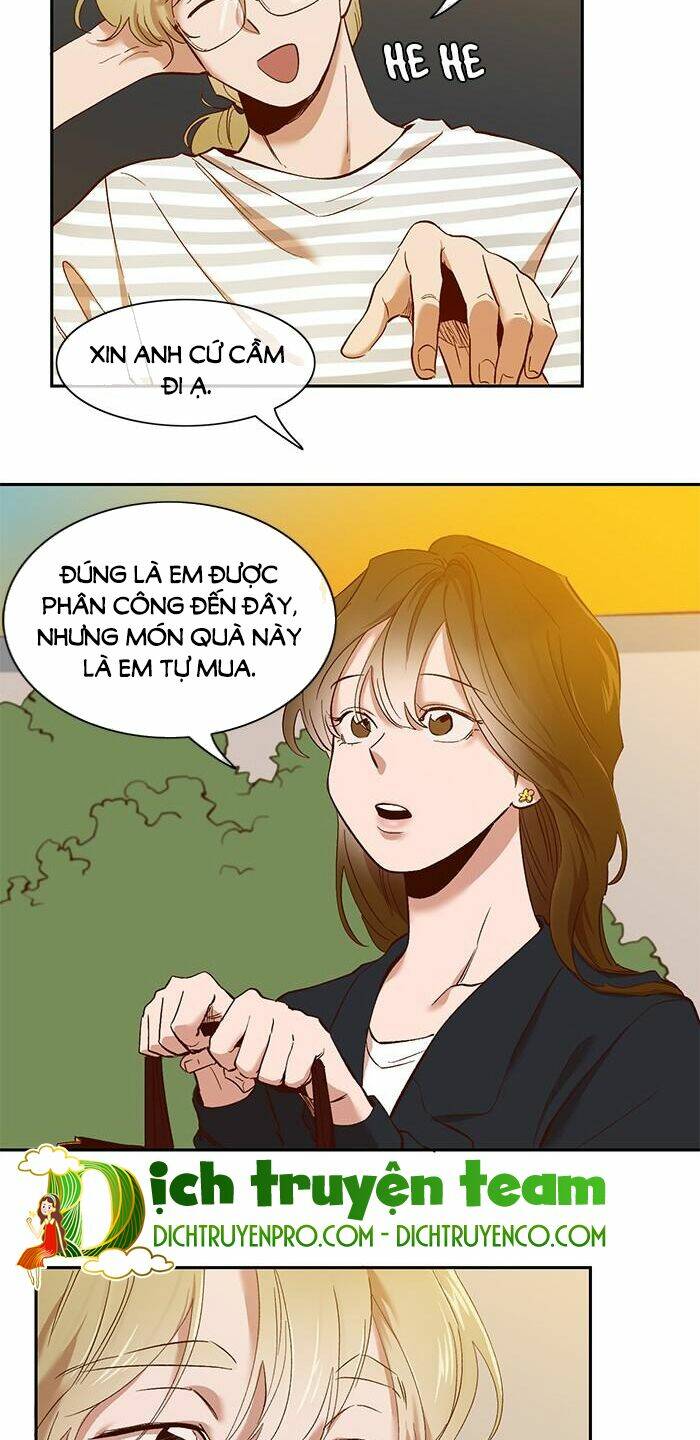 HE HE
XIN ANH CỨ CẦM
ĐI Ạ.
ĐÚNG LÀ EM ĐƯỢC
PHÂN CÔNG ĐẾN ĐÂY,
NHƯNG MÓN QUÀ NÀY
LÀ EM TỰ MUA.
Dịch truyện team
DICHTRUYENPRO.COM - DICHTRUYENCO.COM